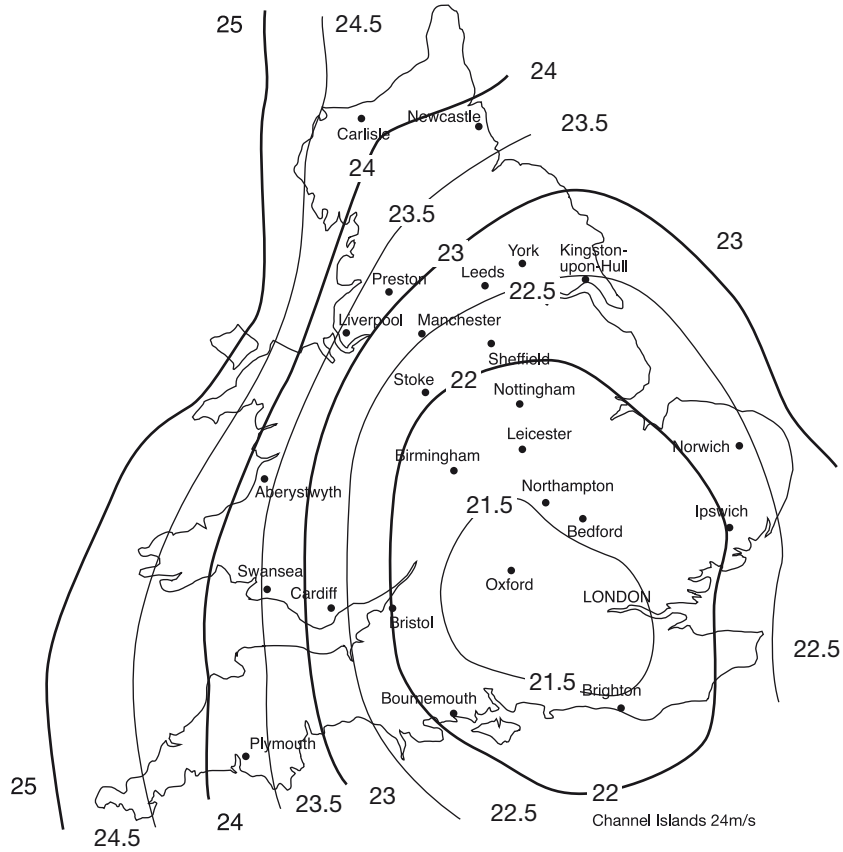 25
24.5
24
Newcastle
Carlisle
23.5
24
23.5
23
23
York
Kingston-
upon-Hull
Leeds
Preston
22.5
Liverpool
Manchester
Sheffield
Stoke
22
Nottingham
Leicester
Norwich
Birmingham
Aberystwyth
Northampton
21.5
Ipswich
Bedford
Swansea
Oxford
Cardiff
LONDON
Bristol
22.5
21.5
Bournemouth
Brighton
Plymouth
25
23.5
23
22
22.5
24
Channel Islands 24m/s
24.5